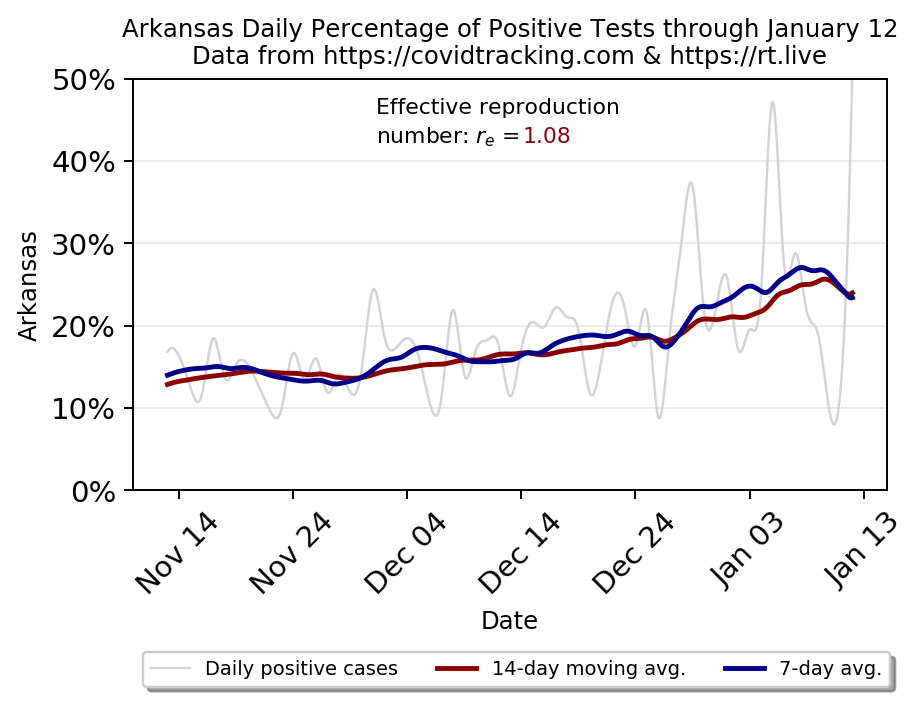 Arkansas Daily Percentage of Positive Tests through January 12
Data from https://covidtracking.com & https://rt.live
50%
Effective reproduction
number: rₑ =1.08
40%
30%
20%
10%
0%
Arkansas
Nov 14
Nov 24
Dec 04
Dec 14
Dec 24
Jan 03
Jan 13
Date
Daily positive cases
14-day moving avg.
7-day avg.